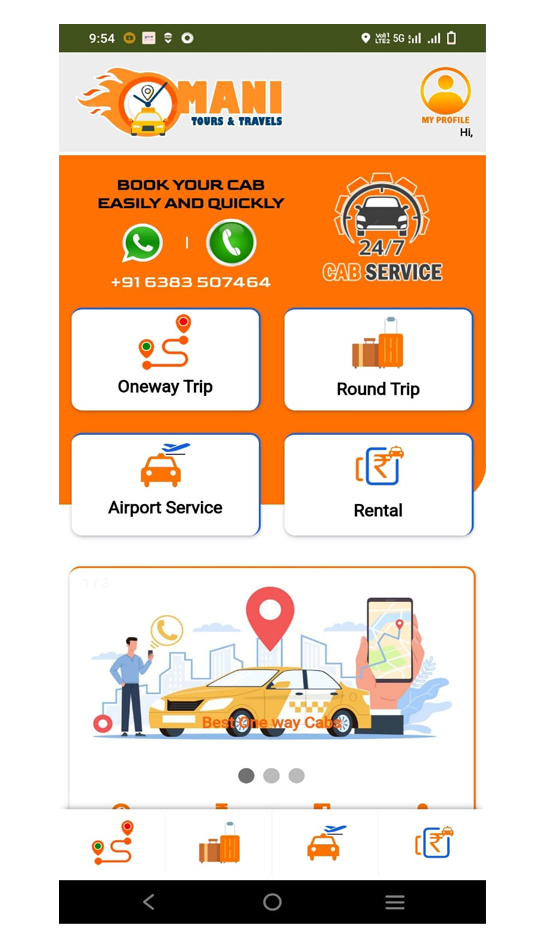 9:54
Vo))1
LTE2
5G
MANI
TOURS & TRAVELS
MY PROFILE
Hi,
BOOK YOUR CAB
EASILY AND QUICKLY
+91 6383 507464
24/7
CAB SERVICE
Oneway Trip
Round Trip
Airport Service
Rental
1 / 3
Best One way Cabs